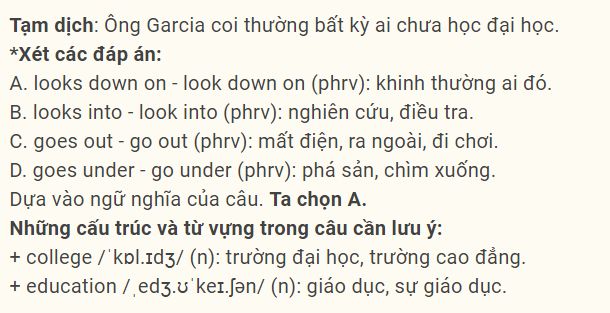 Tạm dịch: Ông Garcia coi thường bất kỳ ai chưa học đại học.
*Xét các đáp án:
A. looks down on - look down on (phrv): khinh thường ai đó.
B. looks into - look into (phrv): nghiên cứu, điều tra.
C. goes out - go out (phrv): mất điện, ra ngoài, đi chơi.
D. goes under - go under (phrv): phá sản, chìm xuống.
Dựa vào ngữ nghĩa của câu. Ta chọn A.
Những cấu trúc và từ vựng trong câu cần lưu ý:
+ college /ˈkɒl.ɪdʒ/ (n): trường đại học, trường cao đẳng.
+ education /ˌedʒ.ʊˈkeɪ.ʃən/ (n): giáo dục, sự giáo dục.